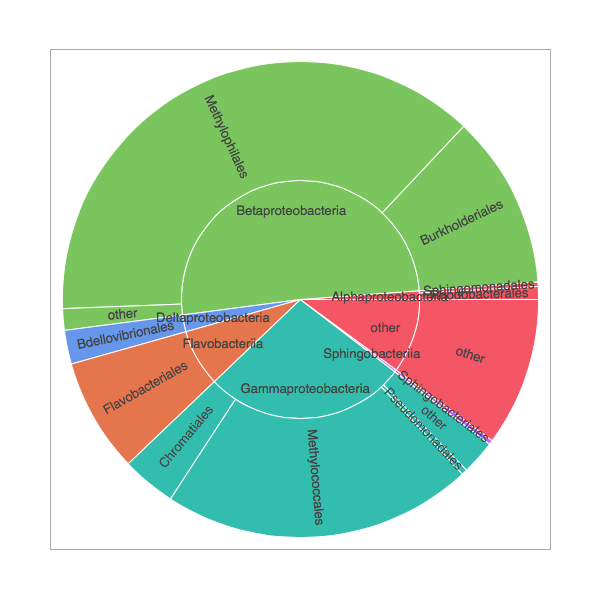 Methylophilales
Burkholderiales
Betaproteobacteria
Sphingomonadales
Alphaproteobacteria
other
Deltaproteobacteria
other
Bdellovibrionales
Flavobacteriia
Sphingobacteriia
other
Flavobacteriales
Gammaproteobacteria
Sphingobacteriales
other
Pseudomonadales
Chromatiales
Methylococcales